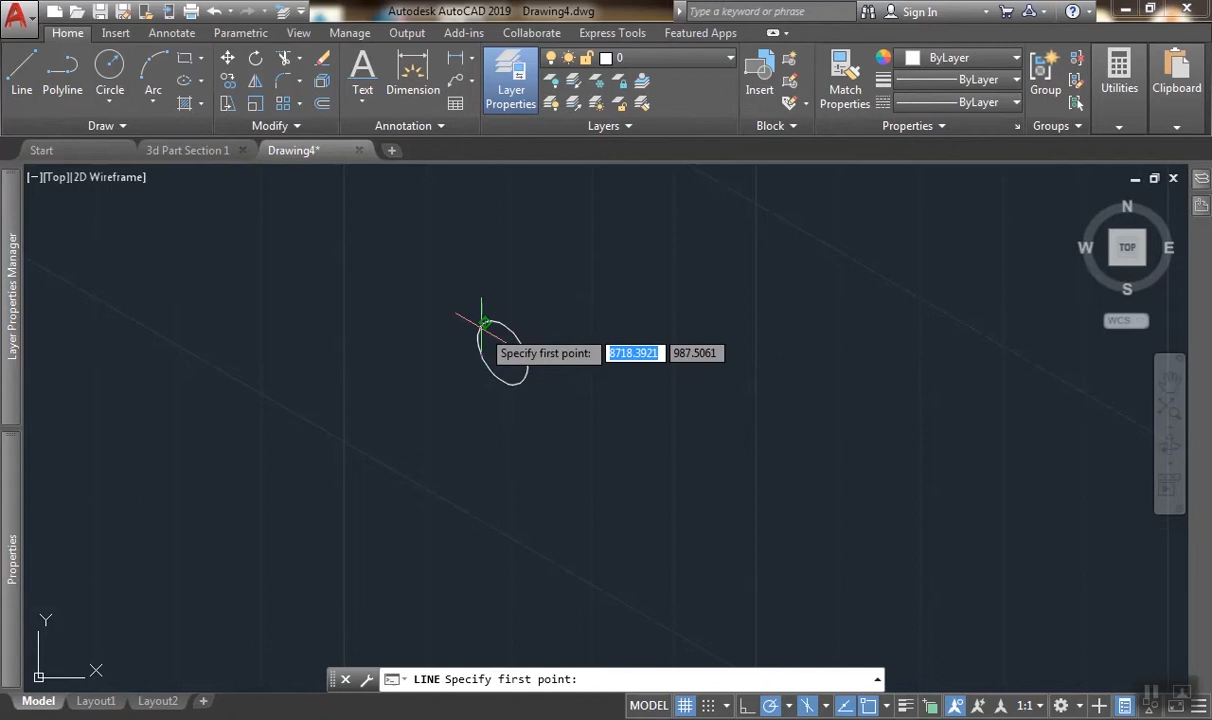 Autodesk AutoCAD 2019 Drawing4.dwg
Type a keyword or phrase
Sign In
Home Insert Annotate Parametric View Manage Output Add-ins Collaborate Express Tools Featured Apps
Line Polyline Circle Arc
Draw
Modify
Text Dimension
Annotation
Layer
Properties
0
Layers
Insert
Block
Match
Properties
ByLayer
ByLayer
ByLayer
Properties
Group
Groups
Utilities
Clipboard
Start 3d Part Section 1 Drawing4*
[−][Top][2D Wireframe]
N
W TOP E
S
WCS
Layer Properties Manager
Properties
Specify first point: 8718.3921 987.5061
Y
X
LINE Specify first point:
Model Layout1 Layout2
MODEL 1:1